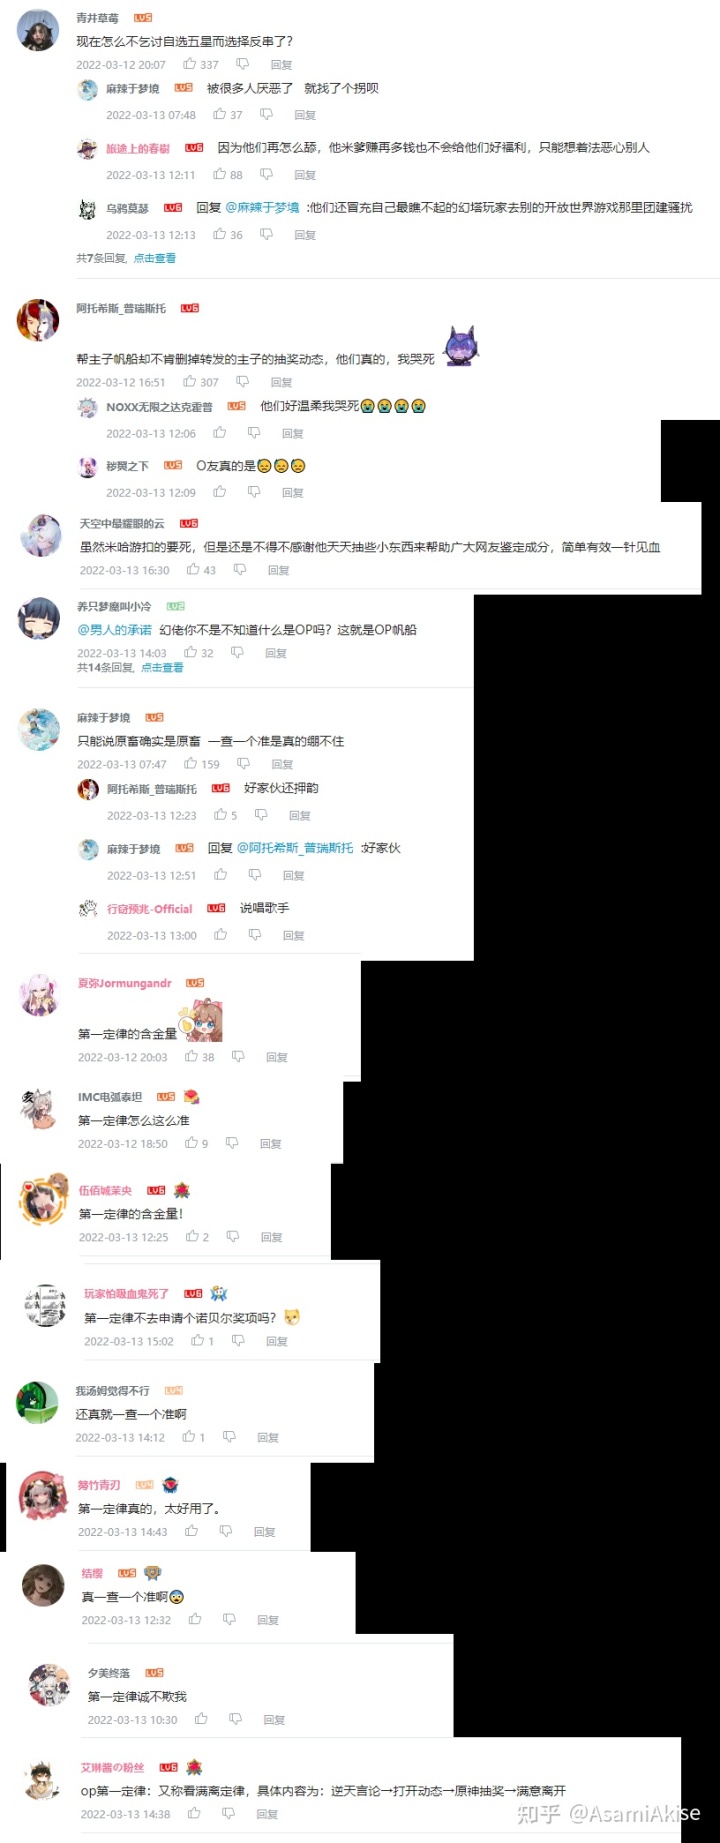 青井草莓 LV5
现在怎么不乞讨自选五星而选择反串了?
2022-03-12 20:07 337 回复
麻辣于梦境 LV5 被很多人厌恶了 就找了个拐呗
2022-03-13 07:48 37 回复
旅途上的春樹 LV6 因为他们再怎么舔，他米爹赚再多钱也不会给他们好福利，只能想着法恶心别人
2022-03-13 12:11 88 回复
乌鸦莫瑟 LV6 回复 @麻辣于梦境 :他们还冒充自己最瞧不起的幻塔玩家去别的开放世界游戏那里团建骚扰
2022-03-13 12:13 36 回复
共7条回复, 点击查看
阿托希斯_普瑞斯托 LV6
帮主子帆船却不肯删掉转发的主子的抽奖动态，他们真的，我哭死
2022-03-12 16:51 307 回复
NOXX无限之达克霍普 LV5 他们好温柔我哭死😭😭😭😭
2022-03-13 12:06 回复
秽翼之下 LV5 O友真的是😓😓😓
2022-03-13 12:09 回复
天空中最耀眼的云 LV6
虽然米哈游扣的要死，但是还是不得不感谢他天天抽些小东西来帮助广大网友鉴定成分，简单有效一针见血
2022-03-13 16:30 43 回复
养只梦魔叫小冷 LV2
@男人的承诺 幻佬你不是不知道什么是OP吗？这就是OP帆船
2022-03-13 14:03 32 回复
共14条回复, 点击查看
麻辣于梦境 LV5
只能说原畜确实是原畜 一查一个准是真的绷不住
2022-03-13 07:47 159 回复
阿托希斯_普瑞斯托 LV6 好家伙还押韵
2022-03-13 12:23 5 回复
麻辣于梦境 LV5 回复 @阿托希斯_普瑞斯托 :好家伙
2022-03-13 12:51 回复
行窃预兆-Official LV6 说唱歌手
2022-03-13 13:00 回复
夏弥Jormungandr LV5
第一定律的含金量
2022-03-12 20:03 38 回复
IMC电弧泰坦 LV5
第一定律怎么这么准
2022-03-12 18:50 9 回复
伍佰城茉央 LV6
第一定律的含金量！
2022-03-13 12:25 2 回复
玩家怕吸血鬼死了 LV6
第一定律不去申请个诺贝尔奖项吗？
2022-03-13 15:02 1 回复
我汤姆觉得不行 LV4
还真就一查一个准啊
2022-03-13 14:12 1 回复
箬竹青刃 LV4
第一定律真的，太好用了。
2022-03-13 14:43 回复
结缨 LV5
真一查一个准啊😨
2022-03-13 12:32 回复
夕美终落 LV5
第一定律诚不欺我
2022-03-13 10:30 回复
艾琳酱の粉丝 LV6
op第一定律：又称看满离定律，具体内容为：逆天言论→打开动态→原神抽奖→满意离开
2022-03-13 14:38 回复
知乎 @AsamiAkise